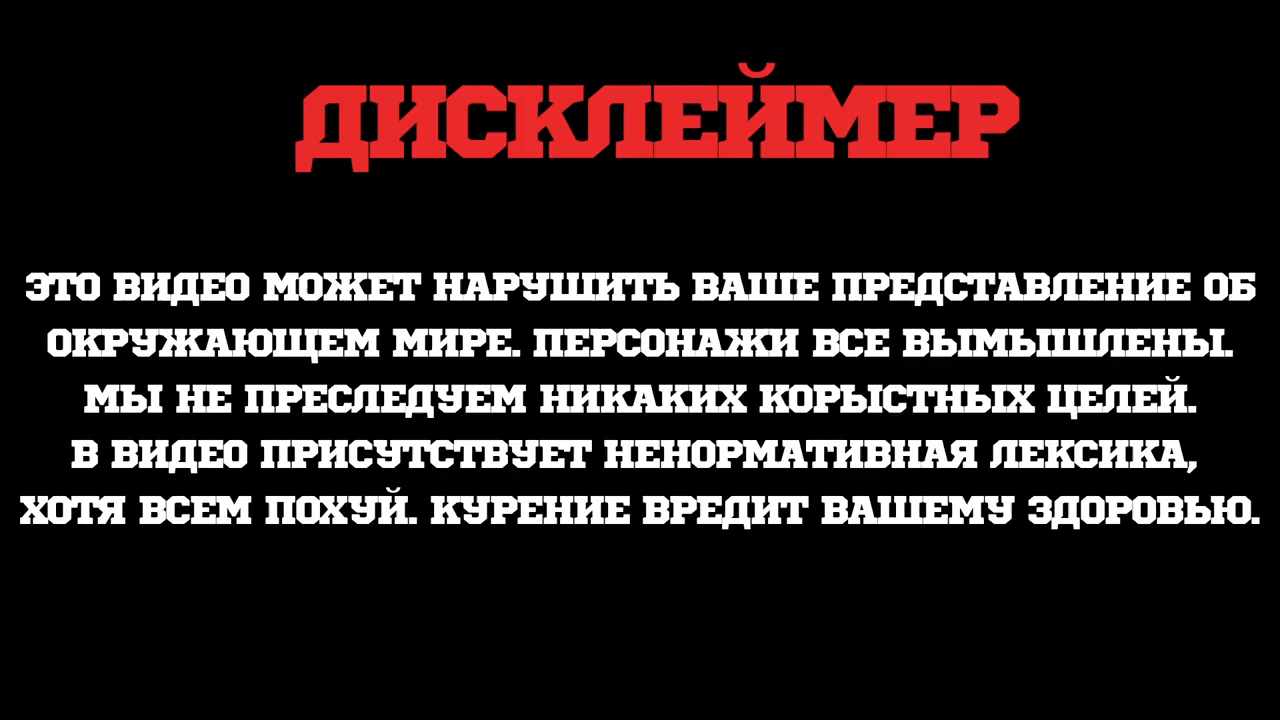 ДИСКЛЕЙМЕР
ЭТО ВИДЕО МОЖЕТ НАРУШИТЬ ВАШЕ ПРЕДСТАВЛЕНИЕ ОБ
ОКРУЖАЮЩЕМ МИРЕ. ПЕРСОНАЖИ ВСЕ ВЫМЫШЛЕНЫ.
МЫ НЕ ПРЕСЛЕДУЕМ НИКАКИХ КОРЫСТНЫХ ЦЕЛЕЙ.
В ВИДЕО ПРИСУТСТВУЕТ НЕНОРМАТИВНАЯ ЛЕКСИКА,
ХОТЯ ВСЕМ ПОХУЙ. КУРЕНИЕ ВРЕДИТ ВАШЕМУ ЗДОРОВЬЮ.